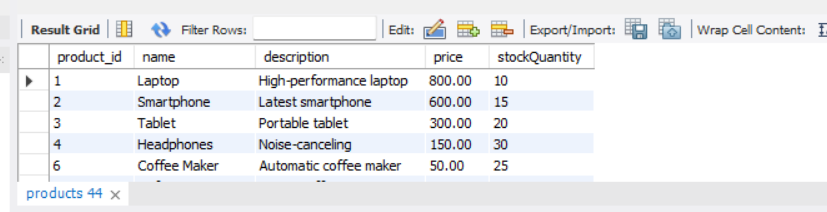 Result Grid Filter Rows: Edit: Export/Import: Wrap Cell Content:
product_id name description price stockQuantity
1 Laptop High-performance laptop 800.00 10
2 Smartphone Latest smartphone 600.00 15
3 Tablet Portable tablet 300.00 20
4 Headphones Noise-canceling 150.00 30
6 Coffee Maker Automatic coffee maker 50.00 25
products 44